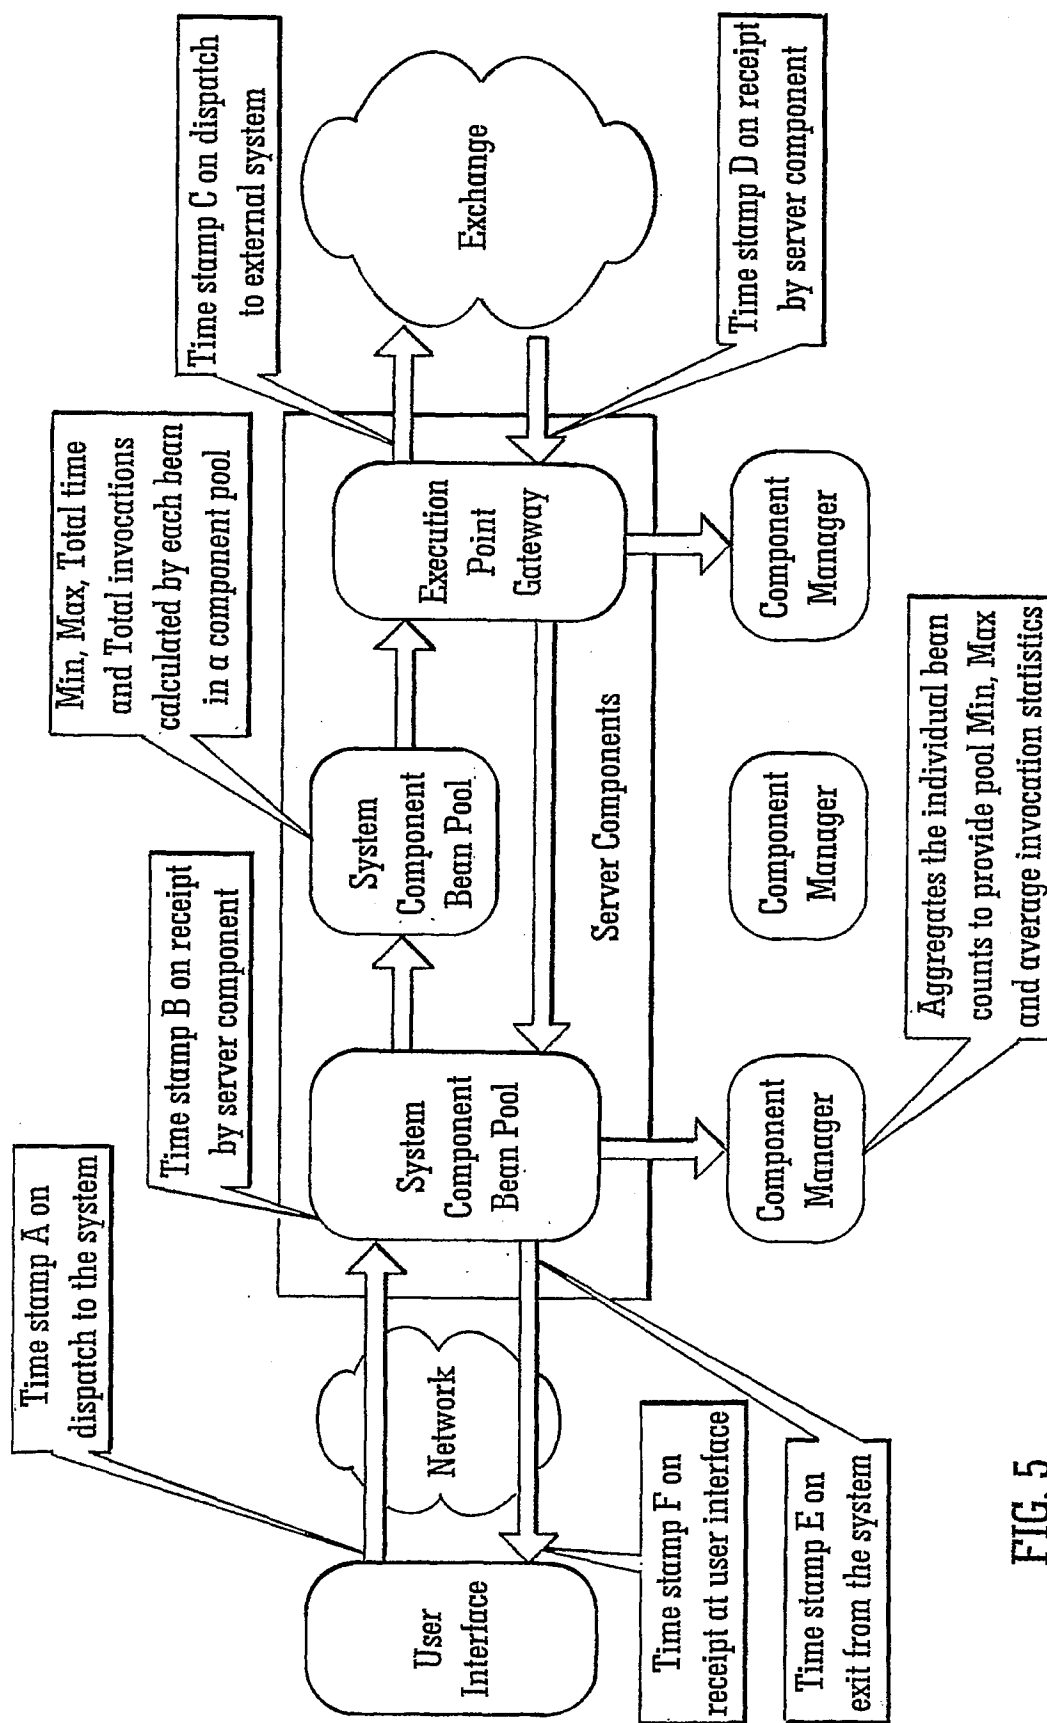 Time stamp A on
dispatch to the system
Time stamp B on receipt
by server component
Min, Max, Total time
and Total invocations
calculated by each bean
in a component pool
Time stamp C on dispatch
to external system
User
Interface
Network
System
Component
Bean Pool
System
Component
Bean Pool
Execution
Point
Gateway
Exchange
Server Components
Time stamp F on
receipt at user interface
Time stamp E on
exit from the system
Component
Manager
Component
Manager
Component
Manager
Time stamp D on receipt
by server component
Aggregates the individual bean
counts to provide pool Min, Max
and average invocation statistics
FIG. 5